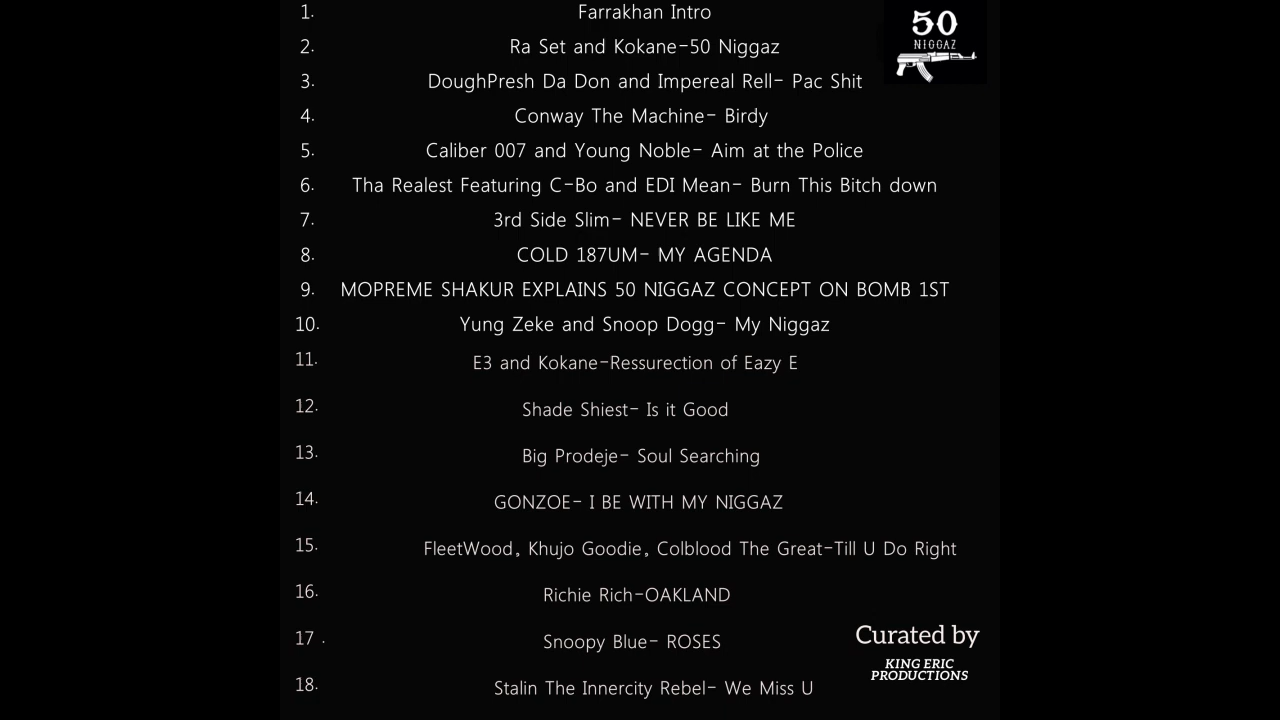 1. Farrakhan Intro
50
NIGGAZ
2. Ra Set and Kokane-50 Niggaz
3. DoughPresh Da Don and Impereal Rell- Pac Shit
4. Conway The Machine- Birdy
5. Caliber 007 and Young Noble- Aim at the Police
6. Tha Realest Featuring C-Bo and EDI Mean- Burn This Bitch down
7. 3rd Side Slim- NEVER BE LIKE ME
8. COLD 187UM- MY AGENDA
9. MOPREME SHAKUR EXPLAINS 50 NIGGAZ CONCEPT ON BOMB 1ST
10. Yung Zeke and Snoop Dogg- My Niggaz
11. E3 and Kokane-Ressurection of Eazy E
12. Shade Shiest- Is it Good
13. Big Prodeje- Soul Searching
14. GONZOE- I BE WITH MY NIGGAZ
15. FleetWood, Khujo Goodie, Colblood The Great-Till U Do Right
16. Richie Rich-OAKLAND
17 . Snoopy Blue- ROSES
18. Stalin The Innercity Rebel- We Miss U
Curated by
KING ERIC
PRODUCTIONS